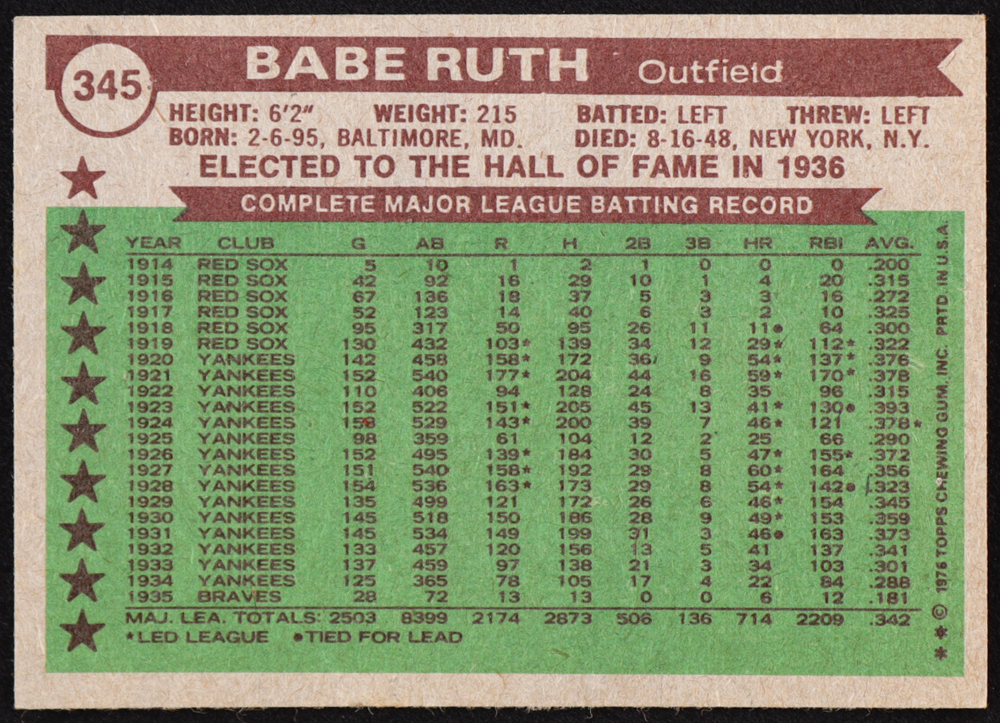 345
BABE RUTH Outfield
HEIGHT: 6'2" WEIGHT: 215 BATTED: LEFT THREW: LEFT
BORN: 2-6-95, BALTIMORE, MD. DIED: 8-16-48, NEW YORK, N.Y.
ELECTED TO THE HALL OF FAME IN 1936
COMPLETE MAJOR LEAGUE BATTING RECORD
YEAR CLUB G AB R H 2B 3B HR RBI AVG.
1914 RED SOX 5 10 1 2 1 0 0 0 .200
1915 RED SOX 42 92 16 29 10 1 4 20 .315
1916 RED SOX 67 136 18 37 5 3 3 16 .272
1917 RED SOX 52 123 14 40 6 3 2 10 .325
1918 RED SOX 95 317 50 95 26 11 11● 64 .300
1919 RED SOX 130 432 103* 139 34 12 29* 112* .322
1920 YANKEES 142 458 158* 172 36 9 54* 137* .376
1921 YANKEES 152 540 177* 204 44 16 59* 170* .378
1922 YANKEES 110 406 94 128 24 8 35 96 .315
1923 YANKEES 152 522 151* 205 45 13 41* 130● .393
1924 YANKEES 153 529 143* 200 39 7 46* 121 .378*
1925 YANKEES 98 359 61 104 12 2 25 66 .290
1926 YANKEES 152 495 139* 184 30 5 47* 155* .372
1927 YANKEES 151 540 158* 192 29 8 60* 164 .356
1928 YANKEES 154 536 163* 173 29 8 54* 142● .323
1929 YANKEES 135 499 121 172 26 6 46* 154 .345
1930 YANKEES 145 518 150 186 28 9 49* 153 .359
1931 YANKEES 145 534 149 199 31 3 46● 163 .373
1932 YANKEES 133 457 120 156 13 5 41 137 .341
1933 YANKEES 137 459 97 138 21 3 34 103 .301
1934 YANKEES 125 365 78 105 17 4 22 84 .288
1935 BRAVES 28 72 13 13 0 0 6 12 .181
MAJ. LEA. TOTALS: 2503 8399 2174 2873 506 136 714 2209 .342
*LED LEAGUE ●TIED FOR LEAD
* * © 1976 TOPPS CHEWING GUM, INC. PRTD. IN U.S.A.